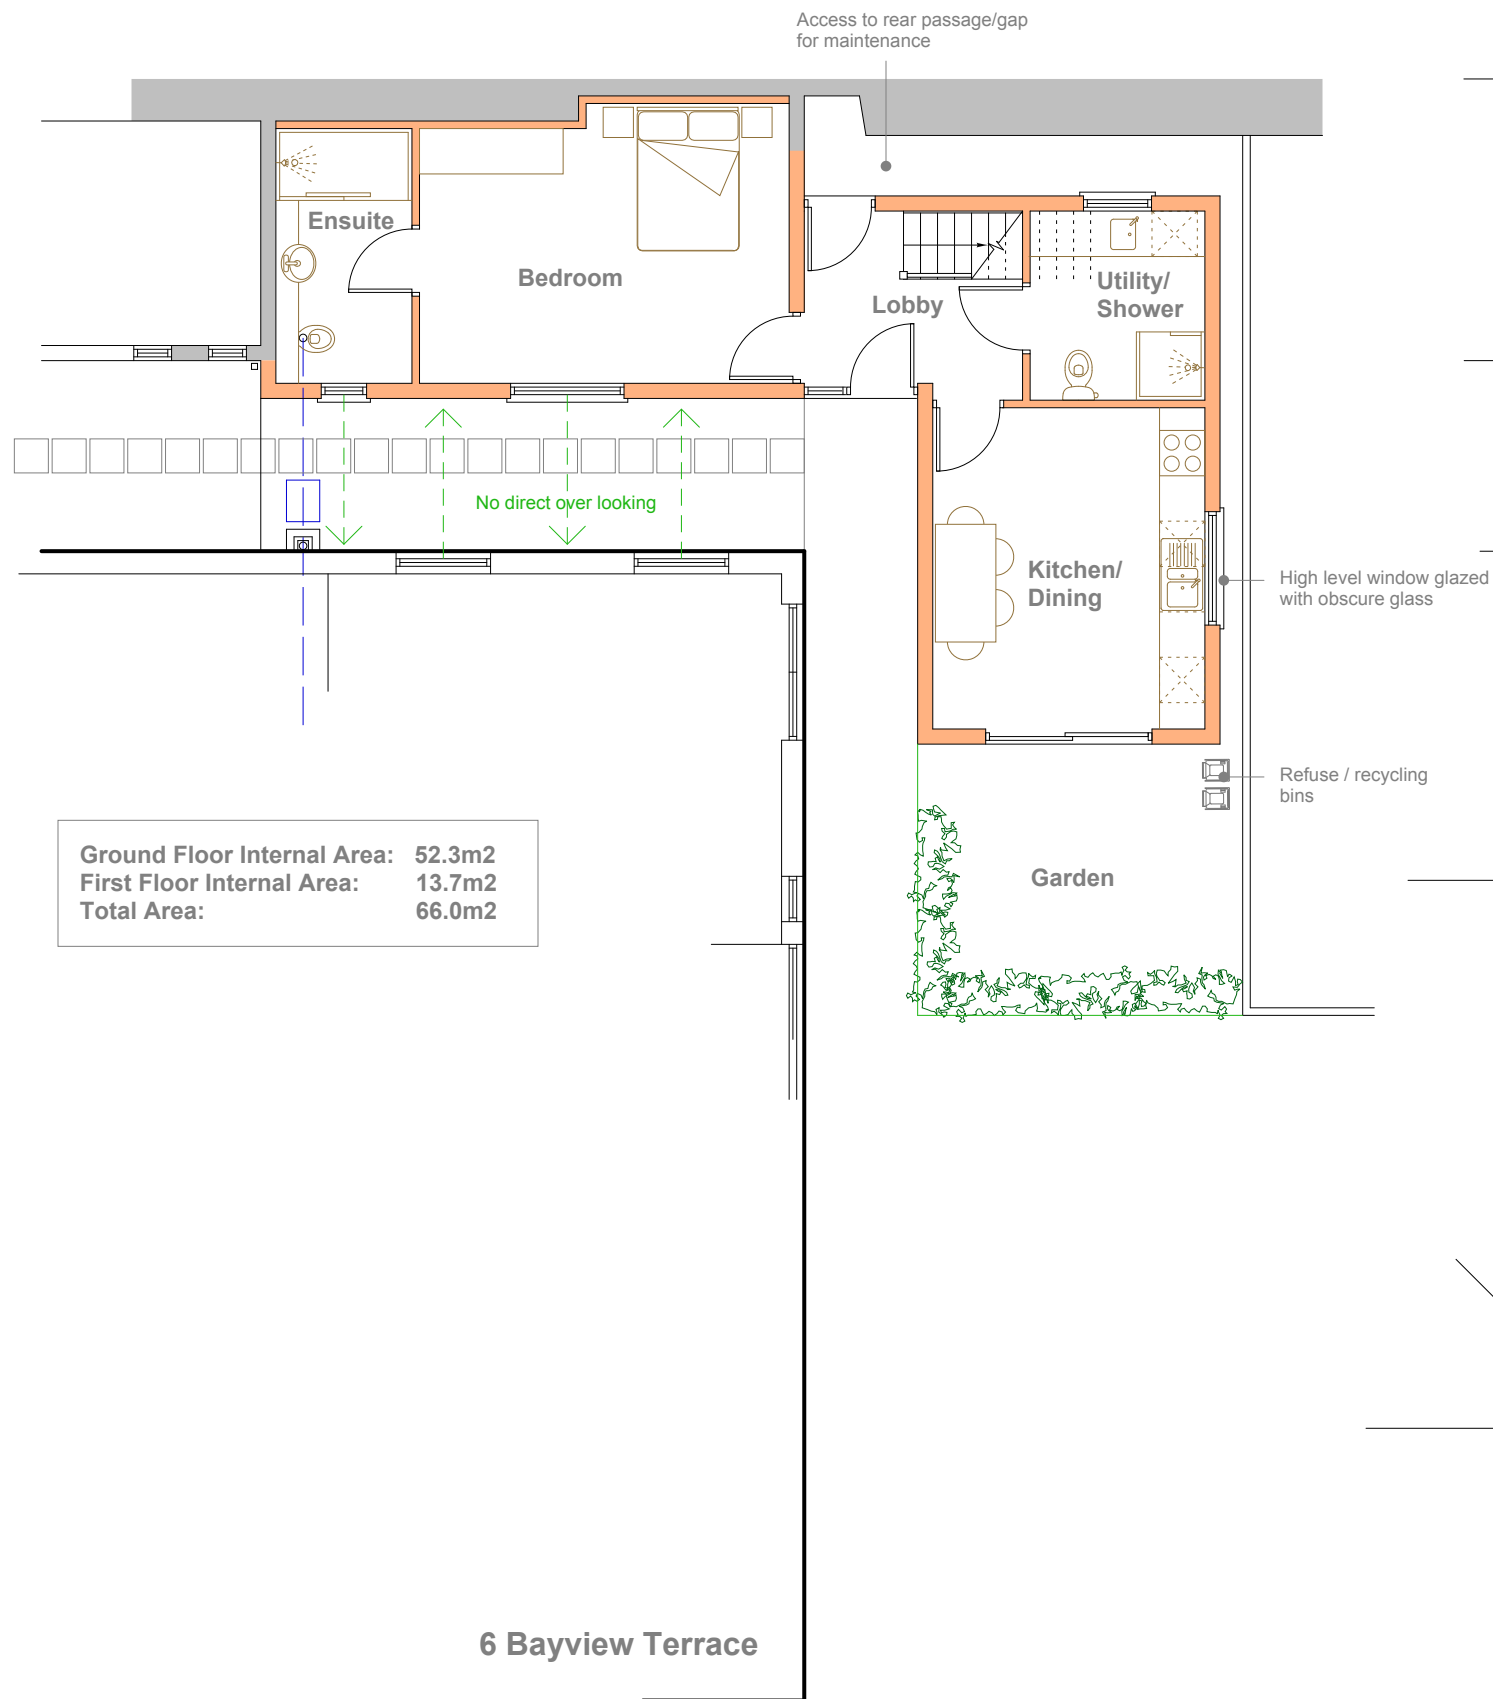 Access to rear passage/gap
for maintenance
Ensuite
Bedroom
Lobby
Utility/
Shower
No direct over looking
Kitchen/
Dining
High level window glazed
with obscure glass
Refuse / recycling
bins
Ground Floor Internal Area: 52.3m2
First Floor Internal Area: 13.7m2
Total Area: 66.0m2
Garden
6 Bayview Terrace